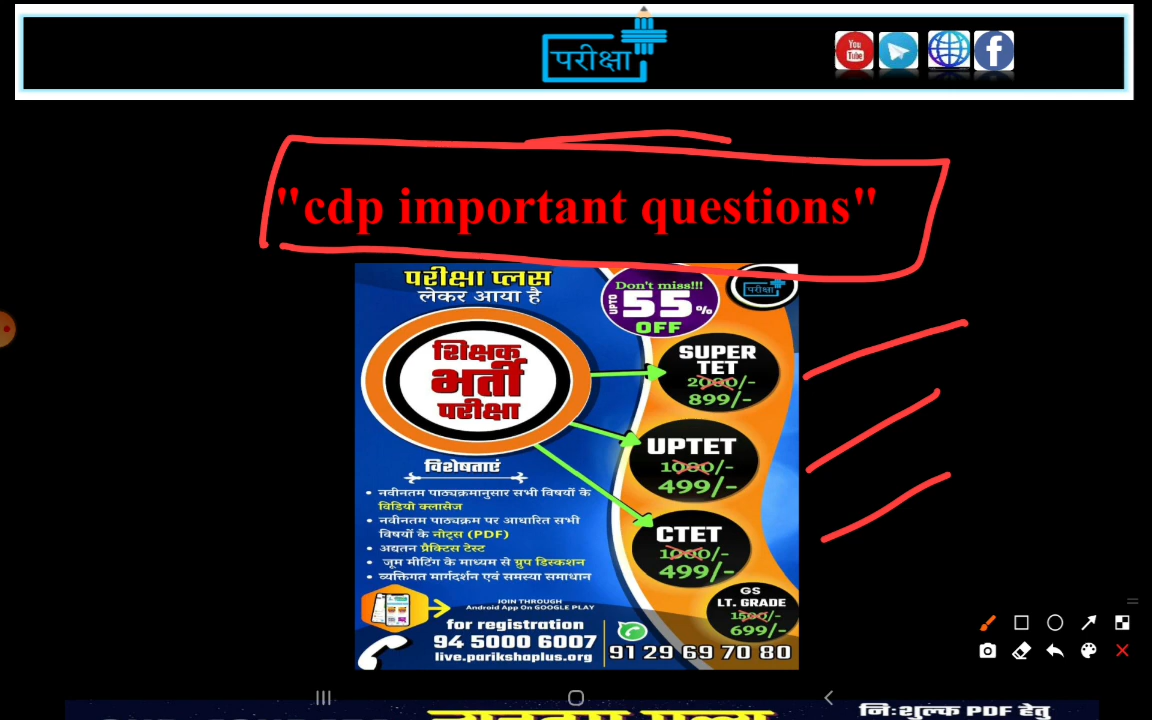 परीक्षा
You
Tube
"cdp important questions"
परीक्षा प्लस
लेकर आया है
Don't miss!!!
UPTO
55%
OFF
परीक्षा
शिक्षक
भर्ती
परीक्षा
SUPER
TET
2000/-
899/-
UPTET
1000/-
499/-
CTET
1000/-
499/-
GS
LT. GRADE
1500/-
699/-
विशेषताएं
• नवीनतम पाठ्यक्रमानुसार सभी विषयों के
विडियो क्लासेज
• नवीनतम पाठ्यक्रम पर आधारित सभी
विषयों के नोट्स (PDF)
• अद्यतन प्रैक्टिस टेस्ट
• जूम मीटिंग के माध्यम से ग्रुप डिस्कशन
• व्यक्तिगत मार्गदर्शन एवं समस्या समाधान
JOIN THROUGH
Android App On GOOGLE PLAY
for registration
94 5000 6007
live.parikshaplus.org
91 29 69 70 80
निःशुल्क PDF हेतु